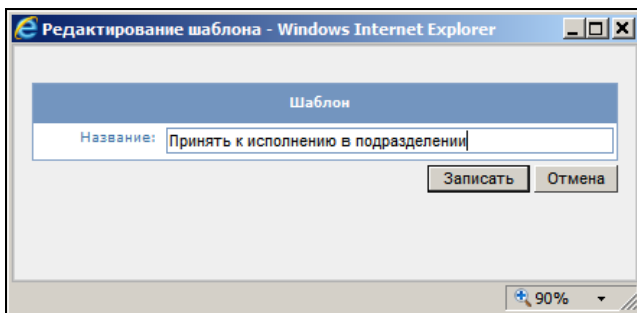 Редактирование шаблона - Windows Internet Explorer
Шаблон
Название: Принять к исполнению в подразделении
Записать Отмена
90%